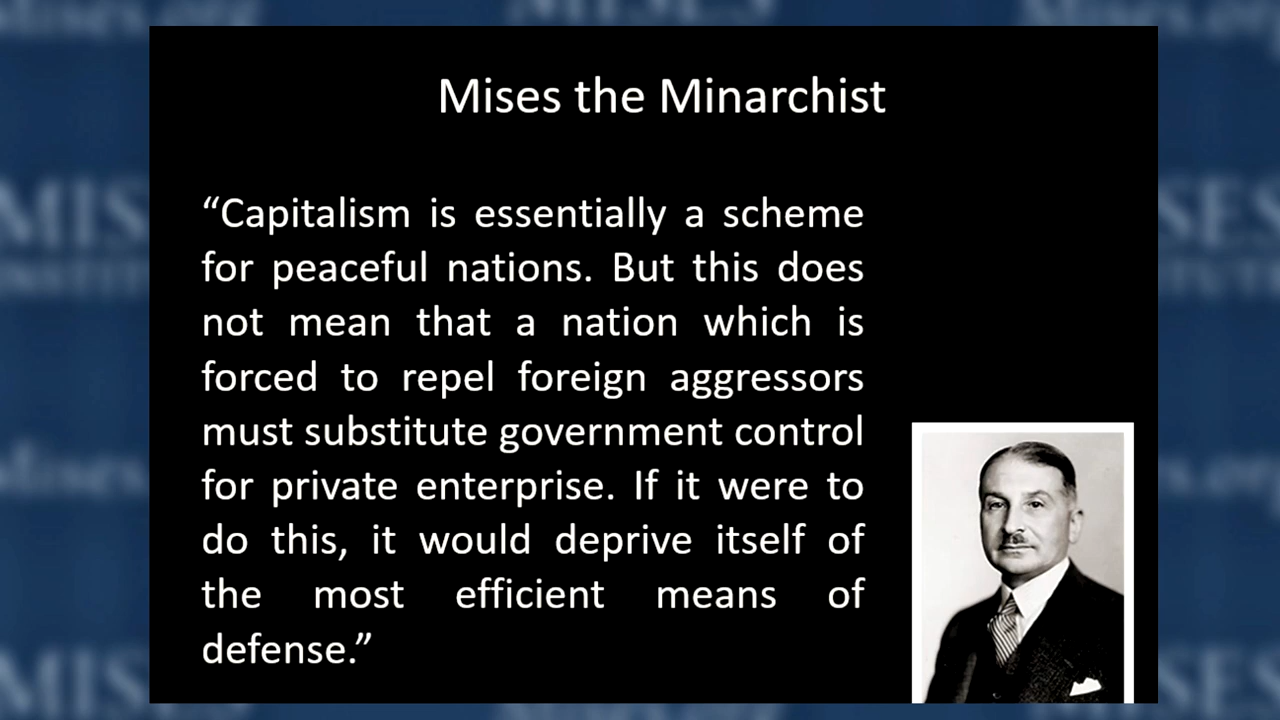 Mises the Minarchist
“Capitalism is essentially a scheme
for peaceful nations. But this does
not mean that a nation which is
forced to repel foreign aggressors
must substitute government control
for private enterprise. If it were to
do this, it would deprive itself of
the most efficient means of
defense.”